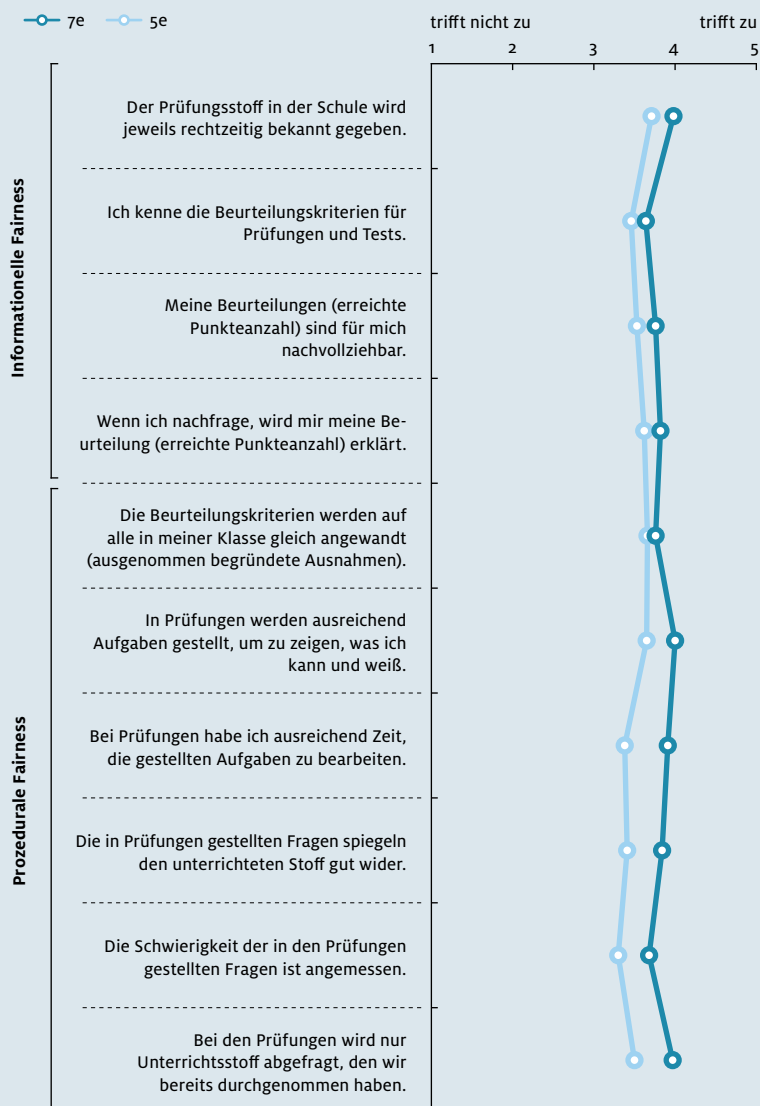 7e 5e
trifft nicht zu trifft zu
1 2 3 4 5
Informationelle Fairness
Der Prüfungsstoff in der Schule wird
jeweils rechtzeitig bekannt gegeben.
Ich kenne die Beurteilungskriterien für
Prüfungen und Tests.
Meine Beurteilungen (erreichte
Punkteanzahl) sind für mich
nachvollziehbar.
Wenn ich nachfrage, wird mir meine Be-
urteilung (erreichte Punkteanzahl) erklärt.
Prozedurale Fairness
Die Beurteilungskriterien werden auf
alle in meiner Klasse gleich angewandt
(ausgenommen begründete Ausnahmen).
In Prüfungen werden ausreichend
Aufgaben gestellt, um zu zeigen, was ich
kann und weiß.
Bei Prüfungen habe ich ausreichend Zeit,
die gestellten Aufgaben zu bearbeiten.
Die in Prüfungen gestellten Fragen spiegeln
den unterrichteten Stoff gut wider.
Die Schwierigkeit der in den Prüfungen
gestellten Fragen ist angemessen.
Bei den Prüfungen wird nur
Unterrichtsstoff abgefragt, den wir
bereits durchgenommen haben.